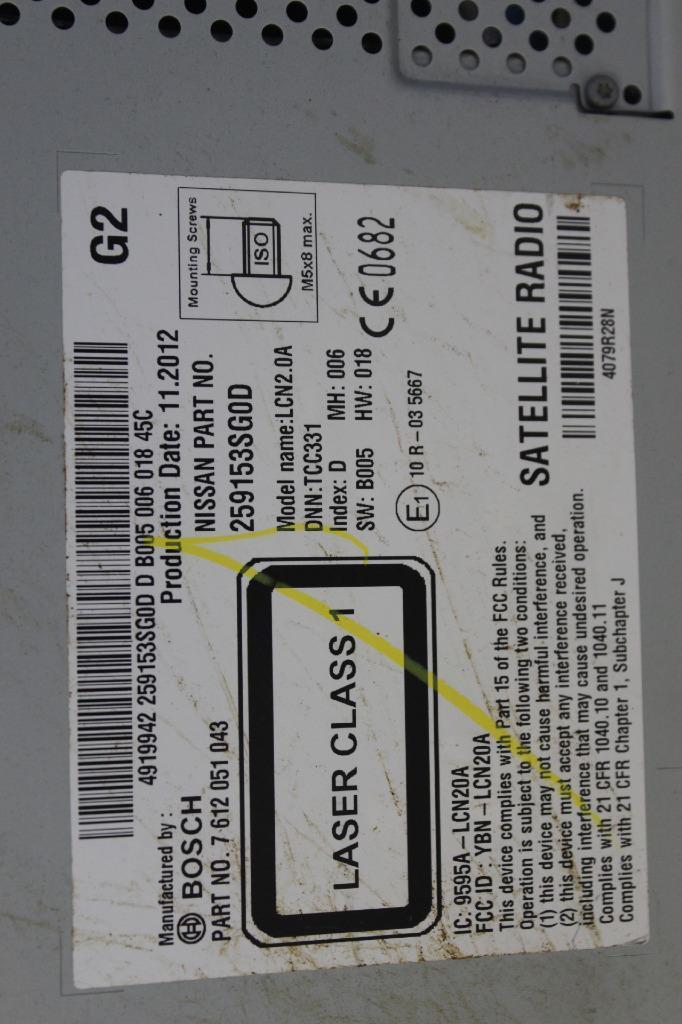 4919942 259153SG0D D B005 006 018 45C
G2
Manufactured by :
BOSCH
PART NO. 7 612 051 043
Production Date: 11.2012
NISSAN PART NO.
259153SG0D
Mounting Screws
ISO
M5x8 max.
LASER CLASS 1
Model name:LCN2.0A
DNN:TCC331
Index: D MH: 006
SW: B005 HW: 018
E1 10 R-03 5667
CE0682
IC: 9595A-LCN20A
FCC ID : YBN-LCN20A
This device complies with Part 15 of the FCC Rules.
Operation is subject to the following two conditions:
(1) this device may not cause harmful interference, and
(2) this device must accept any interference received,
including interference that may cause undesired operation.
Complies with 21 CFR 1040.10 and 1040.11
Complies with 21 CFR Chapter 1, Subchapter J
SATELLITE RADIO
4079R28N